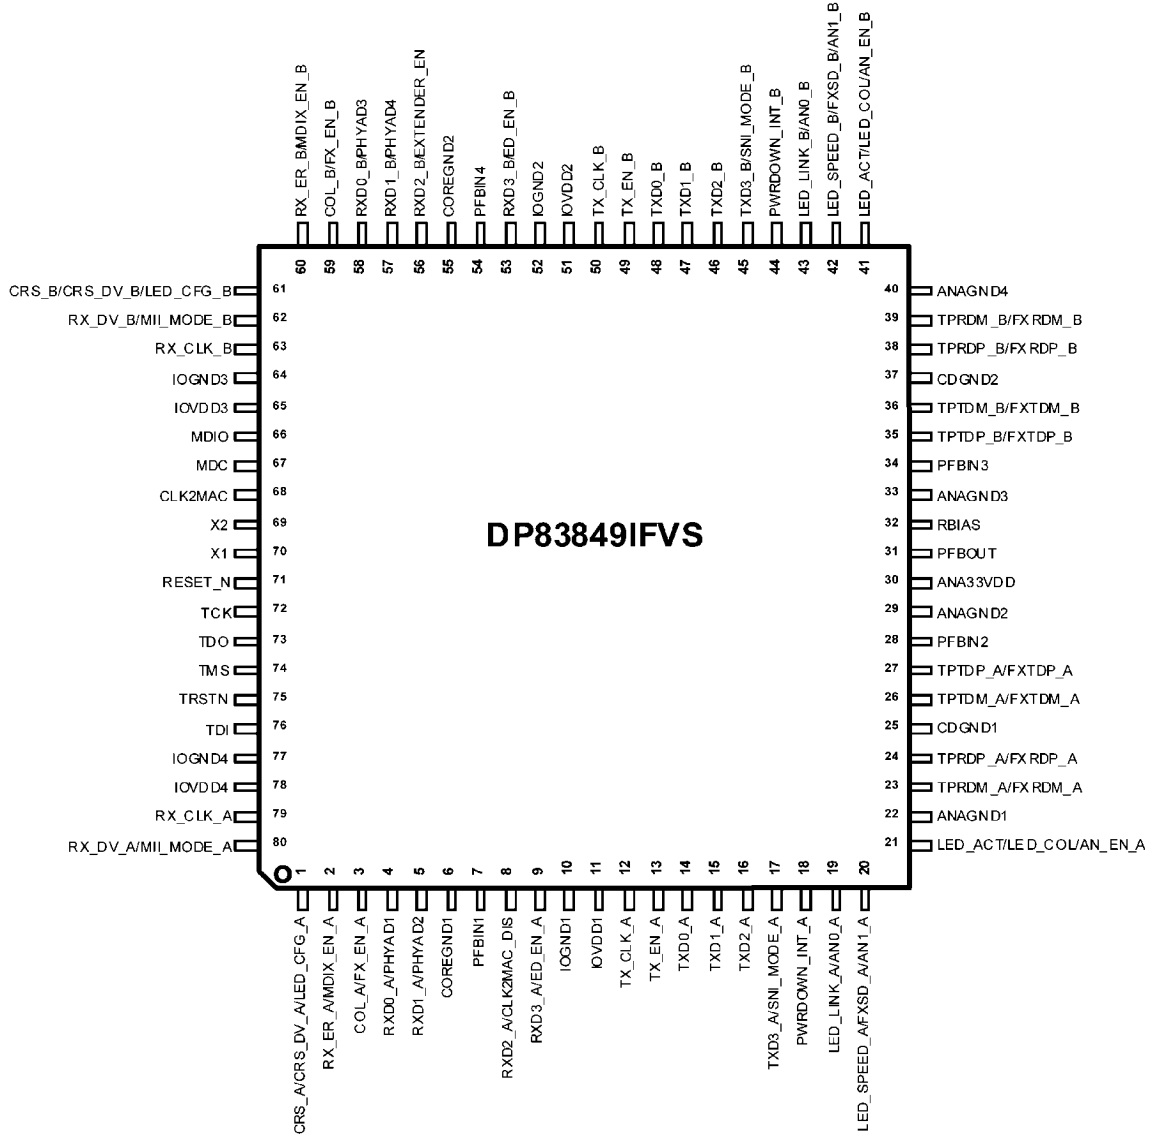 RX_ER_B/MDIX_EN_B
COL_B/FX_EN_B
RXD0_B/PHYAD3
RXD1_B/PHYAD4
RXD2_B/EXTENDER_EN
COREGND2
PFBIN4
RXD3_B/ED_EN_B
IOGND2
IOVDD2
TX_CLK_B
TX_EN_B
TXD0_B
TXD1_B
TXD2_B
TXD3_B/SNI_MODE_B
PWRDOWN_INT_B
LED_LINK_B/AN0_B
LED_SPEED_B/FXSD_B/AN1_B
LED_ACT/LED_COL/AN_EN_B
60 59 58 57 56 55 54 53 52 51 50 49 48 47 46 45 44 43 42 41
CRS_B/CRS_DV_B/LED_CFG_B 61
RX_DV_B/MII_MODE_B 62
RX_CLK_B 63
IOGND3 64
IOVDD3 65
MDIO 66
MDC 67
CLK2MAC 68
X2 69
X1 70
RESET_N 71
TCK 72
TDO 73
TMS 74
TRSTN 75
TDI 76
IOGND4 77
IOVDD4 78
RX_CLK_A 79
RX_DV_A/MII_MODE_A 80
DP83849IFVS
40 ANAGND4
39 TPRDM_B/FXRDM_B
38 TPRDP_B/FXRDP_B
37 CDGND2
36 TPTDM_B/FXTDM_B
35 TPTDP_B/FXTDP_B
34 PFBIN3
33 ANAGND3
32 RBIAS
31 PFBOUT
30 ANA33VDD
29 ANAGND2
28 PFBIN2
27 TPTDP_A/FXTDP_A
26 TPTDM_A/FXTDM_A
25 CDGND1
24 TPRDP_A/FXRDP_A
23 TPRDM_A/FXRDM_A
22 ANAGND1
21 LED_ACT/LED_COL/AN_EN_A
1 2 3 4 5 6 7 8 9 10 11 12 13 14 15 16 17 18 19 20
CRS_A/CRS_DV_A/LED_CFG_A
RX_ER_A/MDIX_EN_A
COL_A/FX_EN_A
RXD0_A/PHYAD1
RXD1_A/PHYAD2
COREGND1
PFBIN1
RXD2_A/CLK2MAC_DIS
RXD3_A/ED_EN_A
IOGND1
IOVDD1
TX_CLK_A
TX_EN_A
TXD0_A
TXD1_A
TXD2_A
TXD3_A/SNI_MODE_A
PWRDOWN_INT_A
LED_LINK_A/AN0_A
LED_SPEED_A/FXSD_A/AN1_A